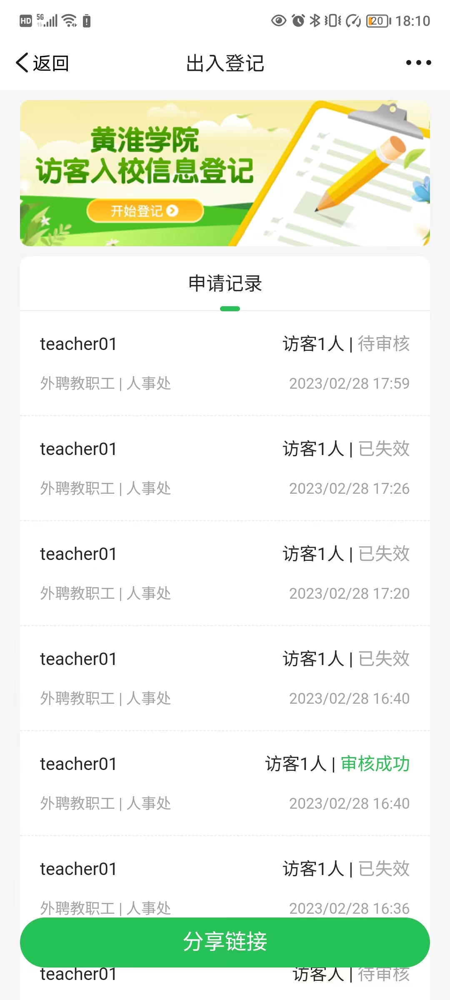 HD 5G 20 18:10
返回 出入登记
黄淮学院
访客入校信息登记
开始登记
申请记录
teacher01 访客1人 | 待审核
外聘教职工 | 人事处 2023/02/28 17:59
teacher01 访客1人 | 已失效
外聘教职工 | 人事处 2023/02/28 17:26
teacher01 访客1人 | 已失效
外聘教职工 | 人事处 2023/02/28 17:20
teacher01 访客1人 | 已失效
外聘教职工 | 人事处 2023/02/28 16:40
teacher01 访客1人 | 审核成功
外聘教职工 | 人事处 2023/02/28 16:40
teacher01 访客1人 | 已失效
外聘教职工 | 人事处 2023/02/28 16:36
分享链接
teacher01 访客人 | 待审核